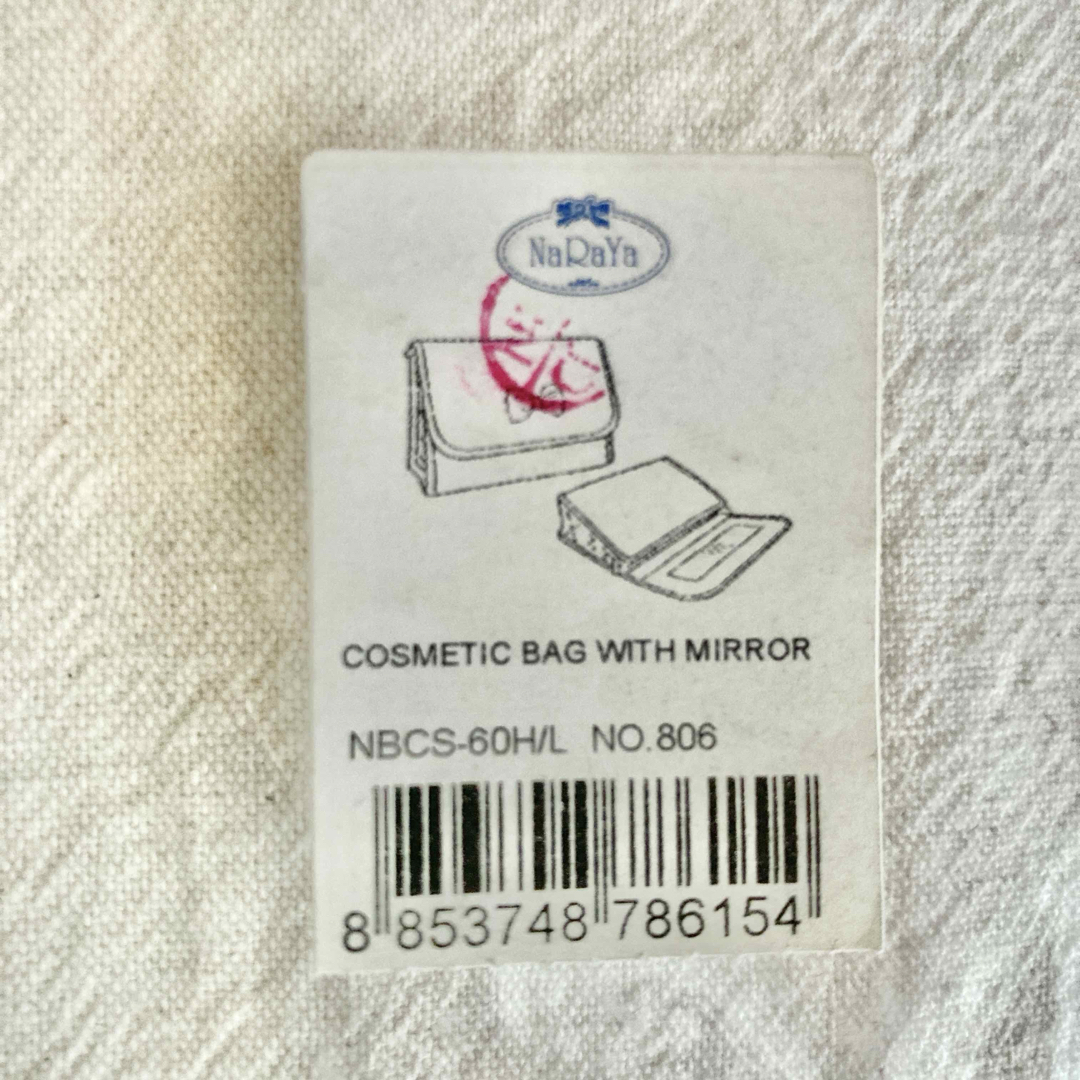 NaRaYa
COSMETIC BAG WITH MIRROR
NBCS-60H/L NO.806
8 853748 786154